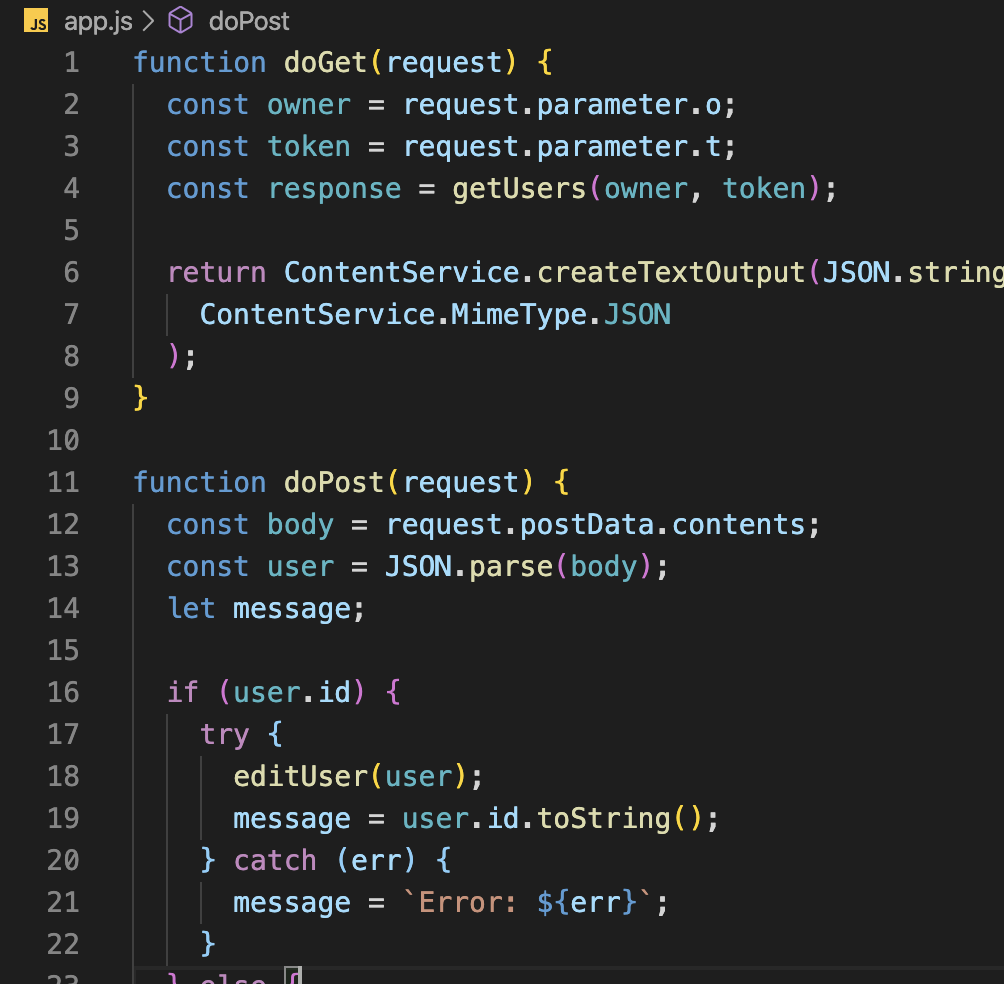 JS app.js > doPost
1 function doGet(request) {
2   const owner = request.parameter.o;
3   const token = request.parameter.t;
4   const response = getUsers(owner, token);
5
6   return ContentService.createTextOutput(JSON.string
7     ContentService.MimeType.JSON
8   );
9 }
10
11 function doPost(request) {
12   const body = request.postData.contents;
13   const user = JSON.parse(body);
14   let message;
15
16   if (user.id) {
17     try {
18       editUser(user);
19       message = user.id.toString();
20     } catch (err) {
21       message = `Error: ${err}`;
22     }
23   } else {